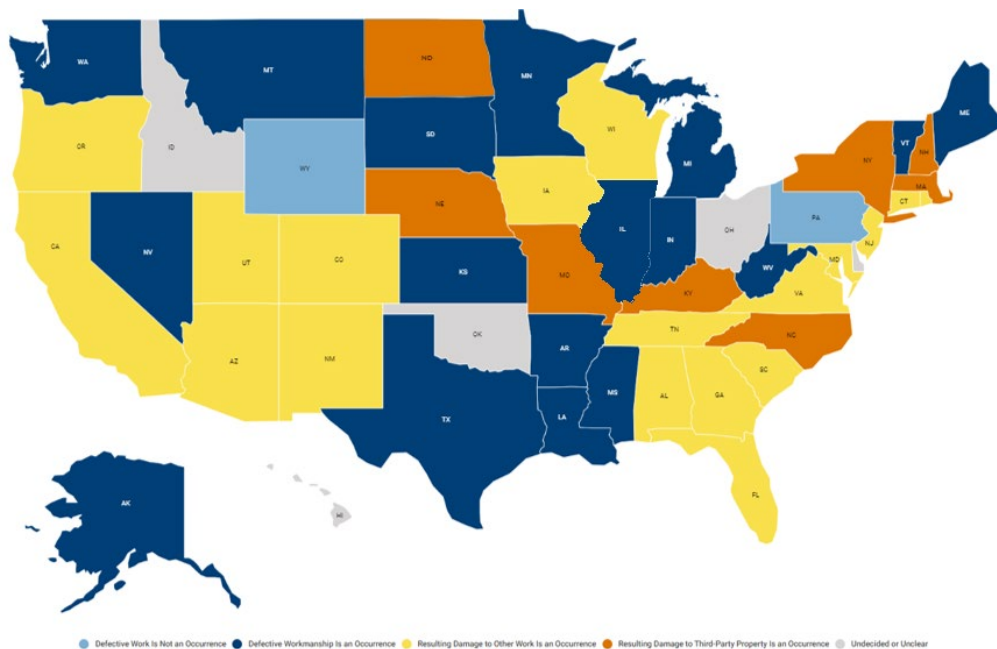 WA
MT
ND
MN
ME
OR
ID
WY
SD
WI
MI
VT
NH
NY
MA
CT
NE
IA
PA
NJ
CA
NV
UT
CO
KS
MO
IL
IN
OH
WV
MD
VA
KY
AZ
NM
OK
AR
TN
NC
SC
TX
LA
MS
AL
GA
FL
AK
HI
Defective Work Is Not an Occurrence Defective Workmanship Is an Occurrence Resulting Damage to Other Work Is an Occurrence Resulting Damage to Third-Party Property Is an Occurrence Undecided or Unclear